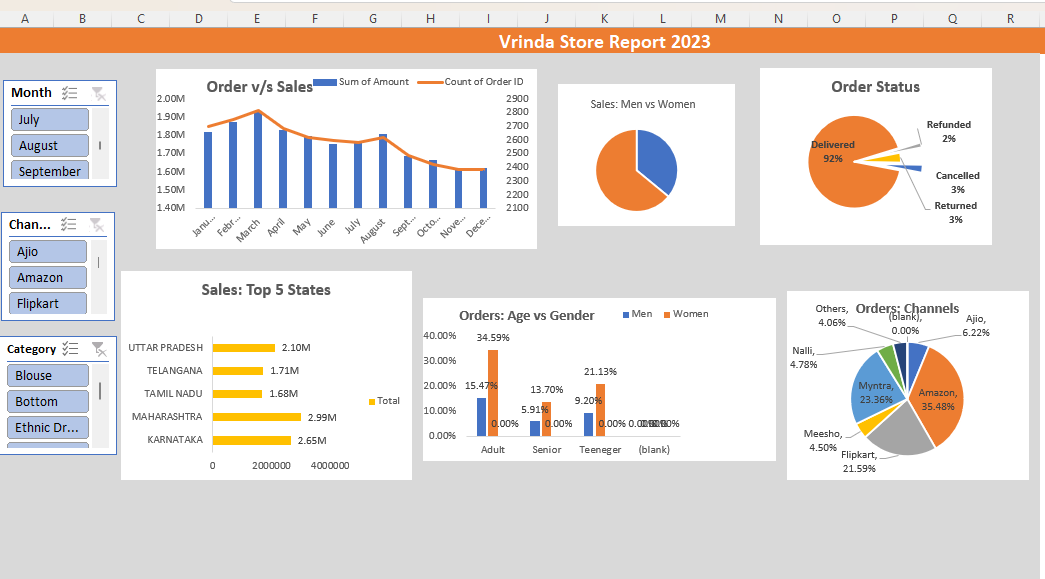 A B C D E F G H I J K L M N O P Q R
Vrinda Store Report 2023
Month
July
August
September
Chan...
Ajio
Amazon
Flipkart
Category
Blouse
Bottom
Ethnic Dr...
Order v/s Sales
Sum of Amount Count of Order ID
2.00M
1.90M
1.80M
1.70M
1.60M
1.50M
1.40M
2900
2800
2700
2600
2500
2400
2300
2200
2100
Janu... Febr... March April May June July August Sept... Octo... Nove... Dece...
Sales: Men vs Women
Order Status
Delivered
92%
Refunded
2%
Cancelled
3%
Returned
3%
Sales: Top 5 States
UTTAR PRADESH 2.10M
TELANGANA 1.71M
TAMIL NADU 1.68M
MAHARASHTRA 2.99M
KARNATAKA 2.65M
0 2000000 4000000
Total
Orders: Age vs Gender
Men Women
40.00%
30.00%
20.00%
10.00%
0.00%
15.47% 34.59% 0.00%
5.91% 13.70% 0.00%
9.20% 21.13% 0.00%
Adult Senior Teeneger (blank)
Orders: Channels
Others,
4.06%
(blank),
0.00%
Ajio,
6.22%
Nalli,
4.78%
Myntra,
23.36%
Amazon,
35.48%
Meesho,
4.50%
Flipkart,
21.59%